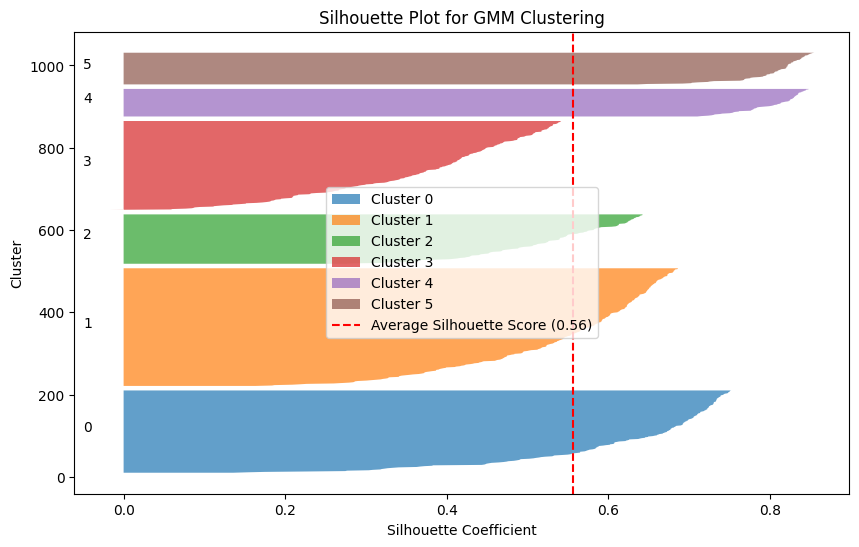 Silhouette Plot for GMM Clustering
1000
800
600
400
200
0
Cluster
5
4
3
2
1
0
Cluster 0
Cluster 1
Cluster 2
Cluster 3
Cluster 4
Cluster 5
Average Silhouette Score (0.56)
0.0 0.2 0.4 0.6 0.8
Silhouette Coefficient